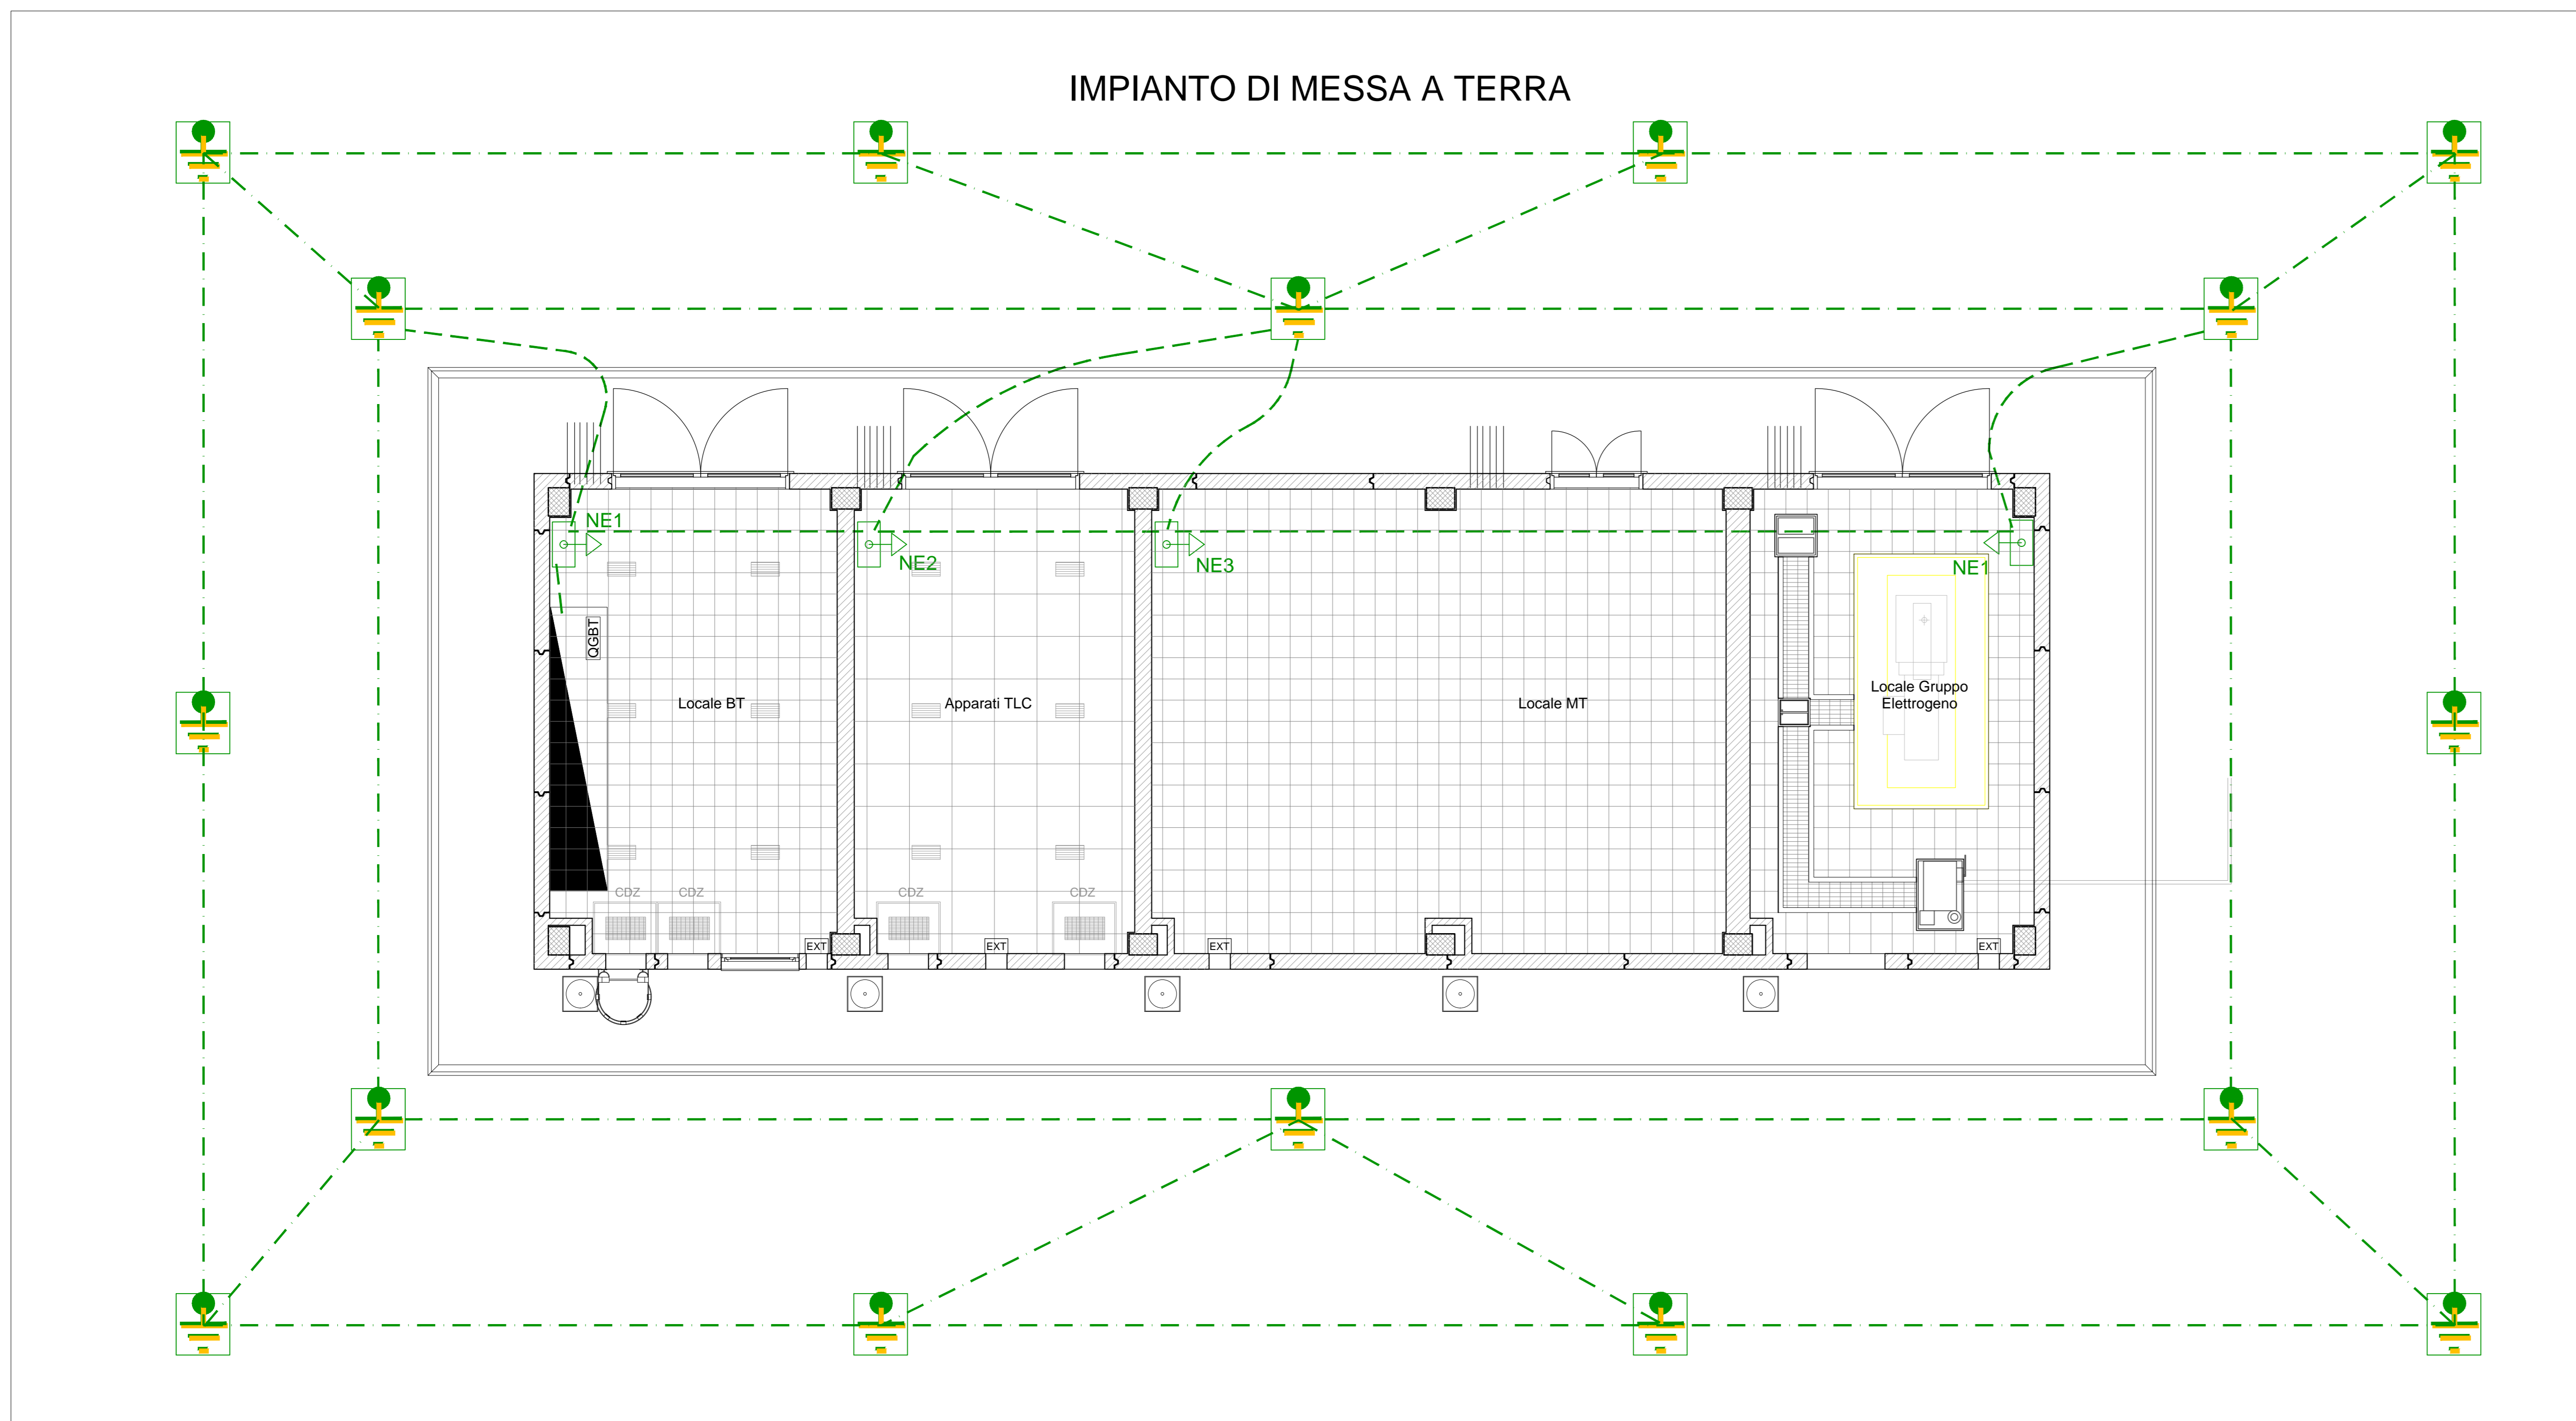 IMPIANTO DI MESSA A TERRA
NE1
NE2
NE3
NE1
QGBT
Locale BT
Apparati TLC
Locale MT
Locale Gruppo
Elettrogeno
CDZ
CDZ
CDZ
CDZ
EXT
EXT
EXT
EXT